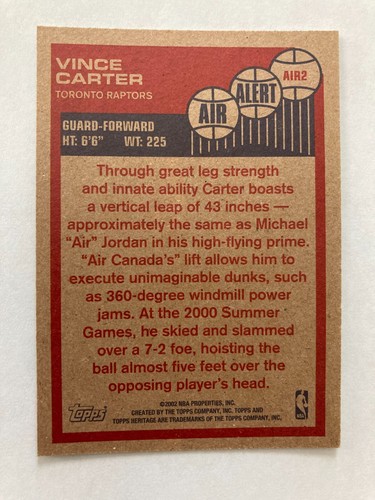 VINCE
CARTER
TORONTO RAPTORS
AIR
ALERT
AIR2
GUARD-FORWARD
HT: 6'6" WT: 225
Through great leg strength
and innate ability Carter boasts
a vertical leap of 43 inches —
approximately the same as Michael
"Air" Jordan in his high-flying prime.
"Air Canada's" lift allows him to
execute unimaginable dunks, such
as 360-degree windmill power
jams. At the 2000 Summer
Games, he skied and slammed
over a 7-2 foe, hoisting the
ball almost five feet over the
opposing player's head.
Topps
©2002 NBA PROPERTIES, INC.
CREATED BY THE TOPPS COMPANY, INC. TOPPS AND
TOPPS HERITAGE ARE TRADEMARKS OF THE TOPPS COMPANY, INC.
NBA